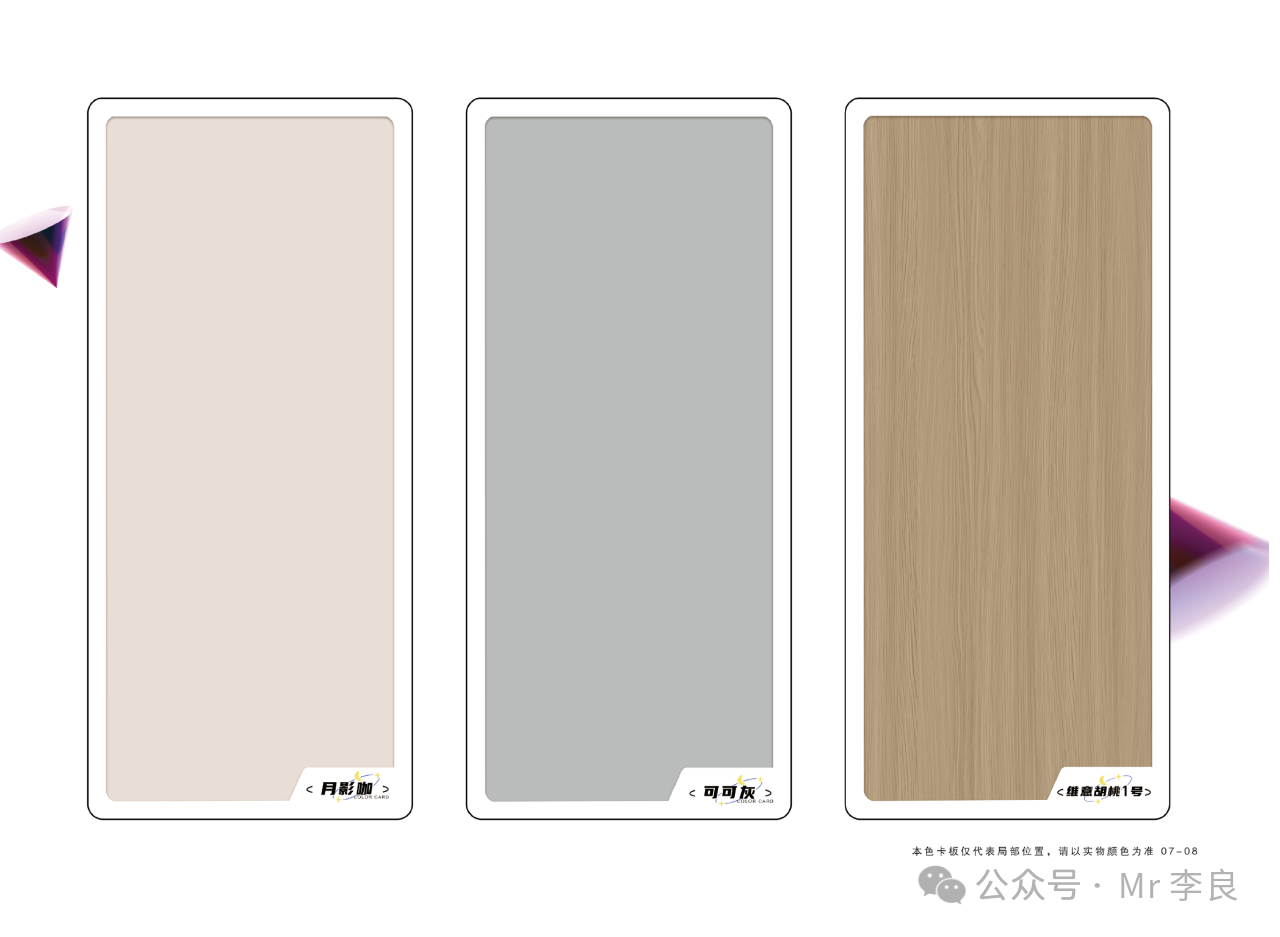 < 月影咖 >
COLOR CARD
< 可可灰 >
COLOR CARD
<维意胡桃1号>
本色卡板仅代表局部位置，请以实物颜色为准 07-08
公众号 · Mr李良